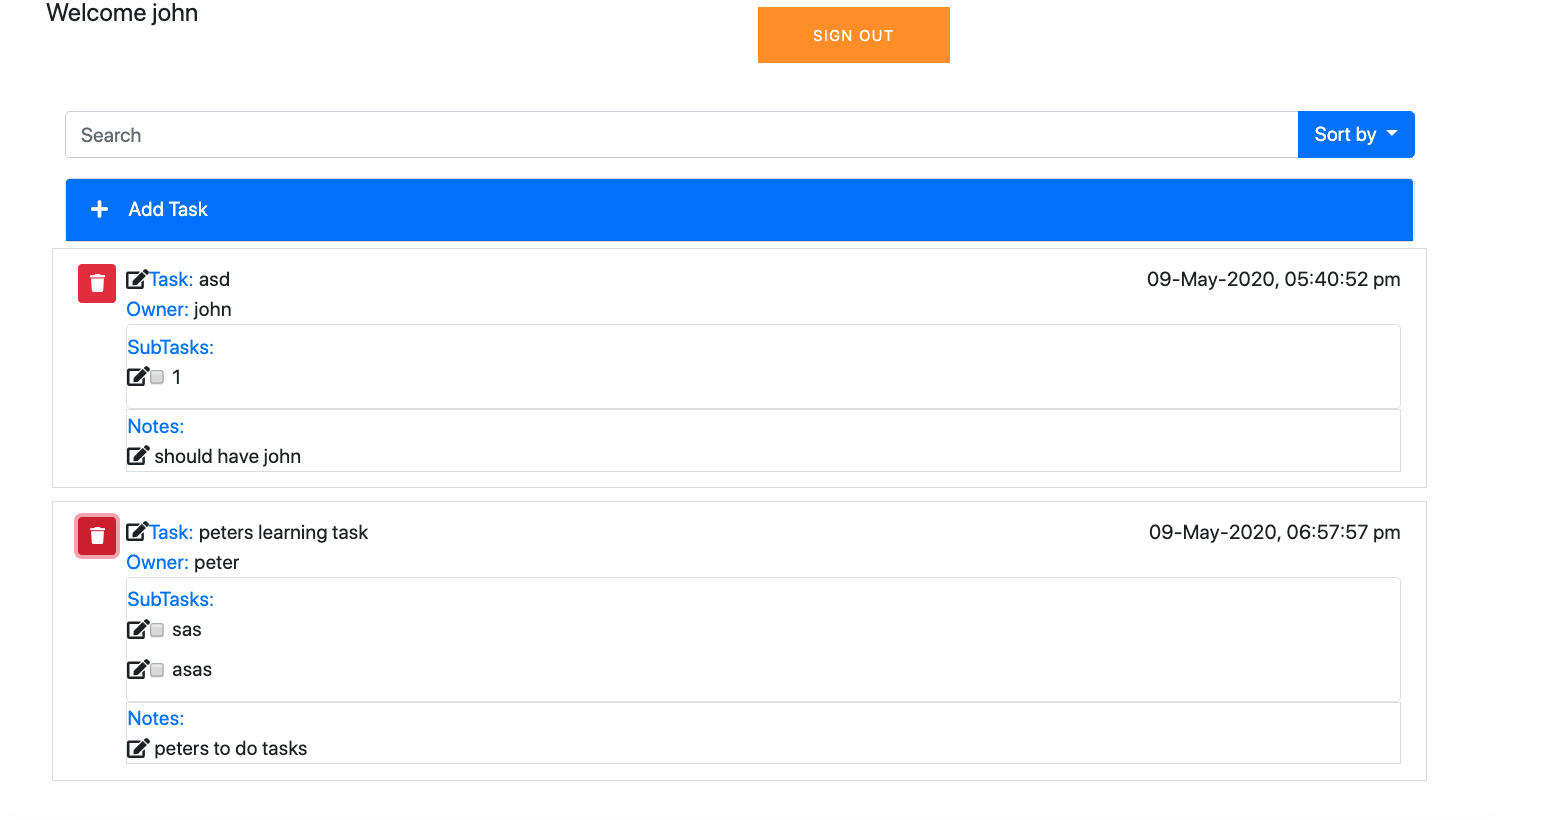 Welcome john
SIGN OUT
Search
Sort by
Add Task
Task: asd
09-May-2020, 05:40:52 pm
Owner: john
SubTasks:
1
Notes:
should have john
Task: peters learning task
09-May-2020, 06:57:57 pm
Owner: peter
SubTasks:
sas
asas
Notes:
peters to do tasks